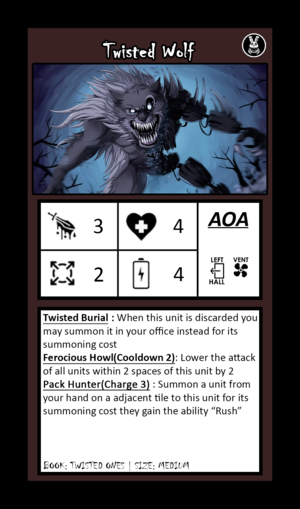 Twisted Wolf
3
4
AOA
2
4
LEFT
HALL
VENT
Twisted Burial : When this unit is discarded you
may summon it in your office instead for its
summoning cost
Ferocious Howl(Cooldown 2): Lower the attack
of all units within 2 spaces of this unit by 2
Pack Hunter(Charge 3) : Summon a unit from
your hand on a adjacent tile to this unit for its
summoning cost they gain the ability “Rush”
BOOK: TWISTED ONES | SIZE: MEDIUM